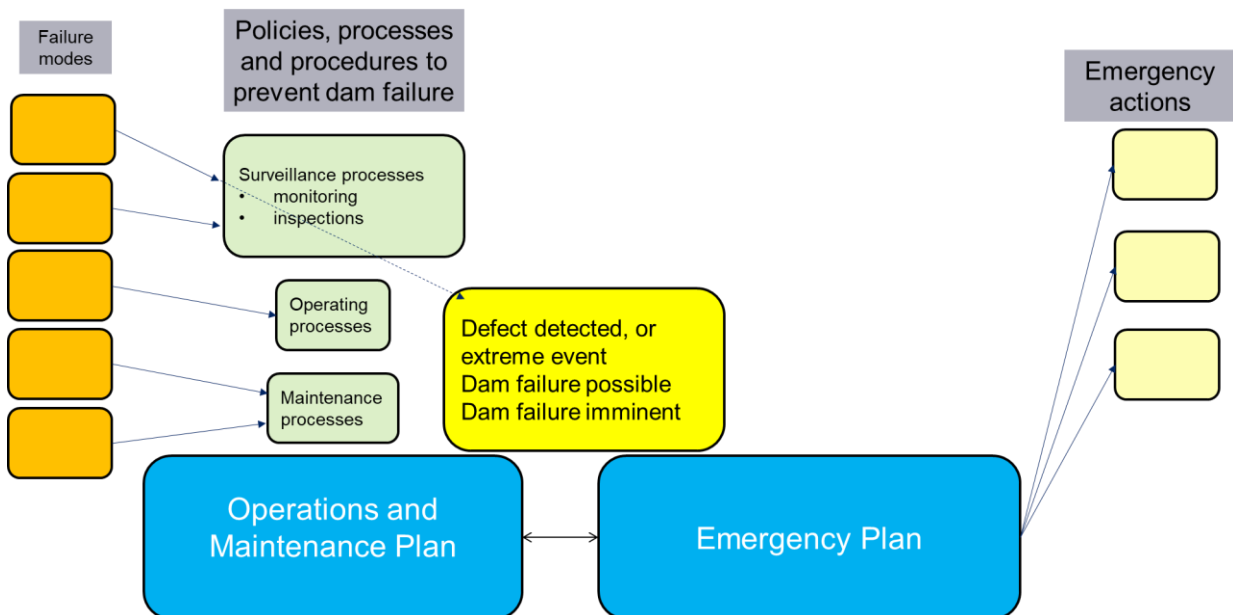 Failure
modes
Policies, processes
and procedures to
prevent dam failure
Emergency
actions
Surveillance processes
• monitoring
• inspections
Operating
processes
Maintenance
processes
Defect detected, or
extreme event
Dam failure possible
Dam failure imminent
Operations and
Maintenance Plan
Emergency Plan